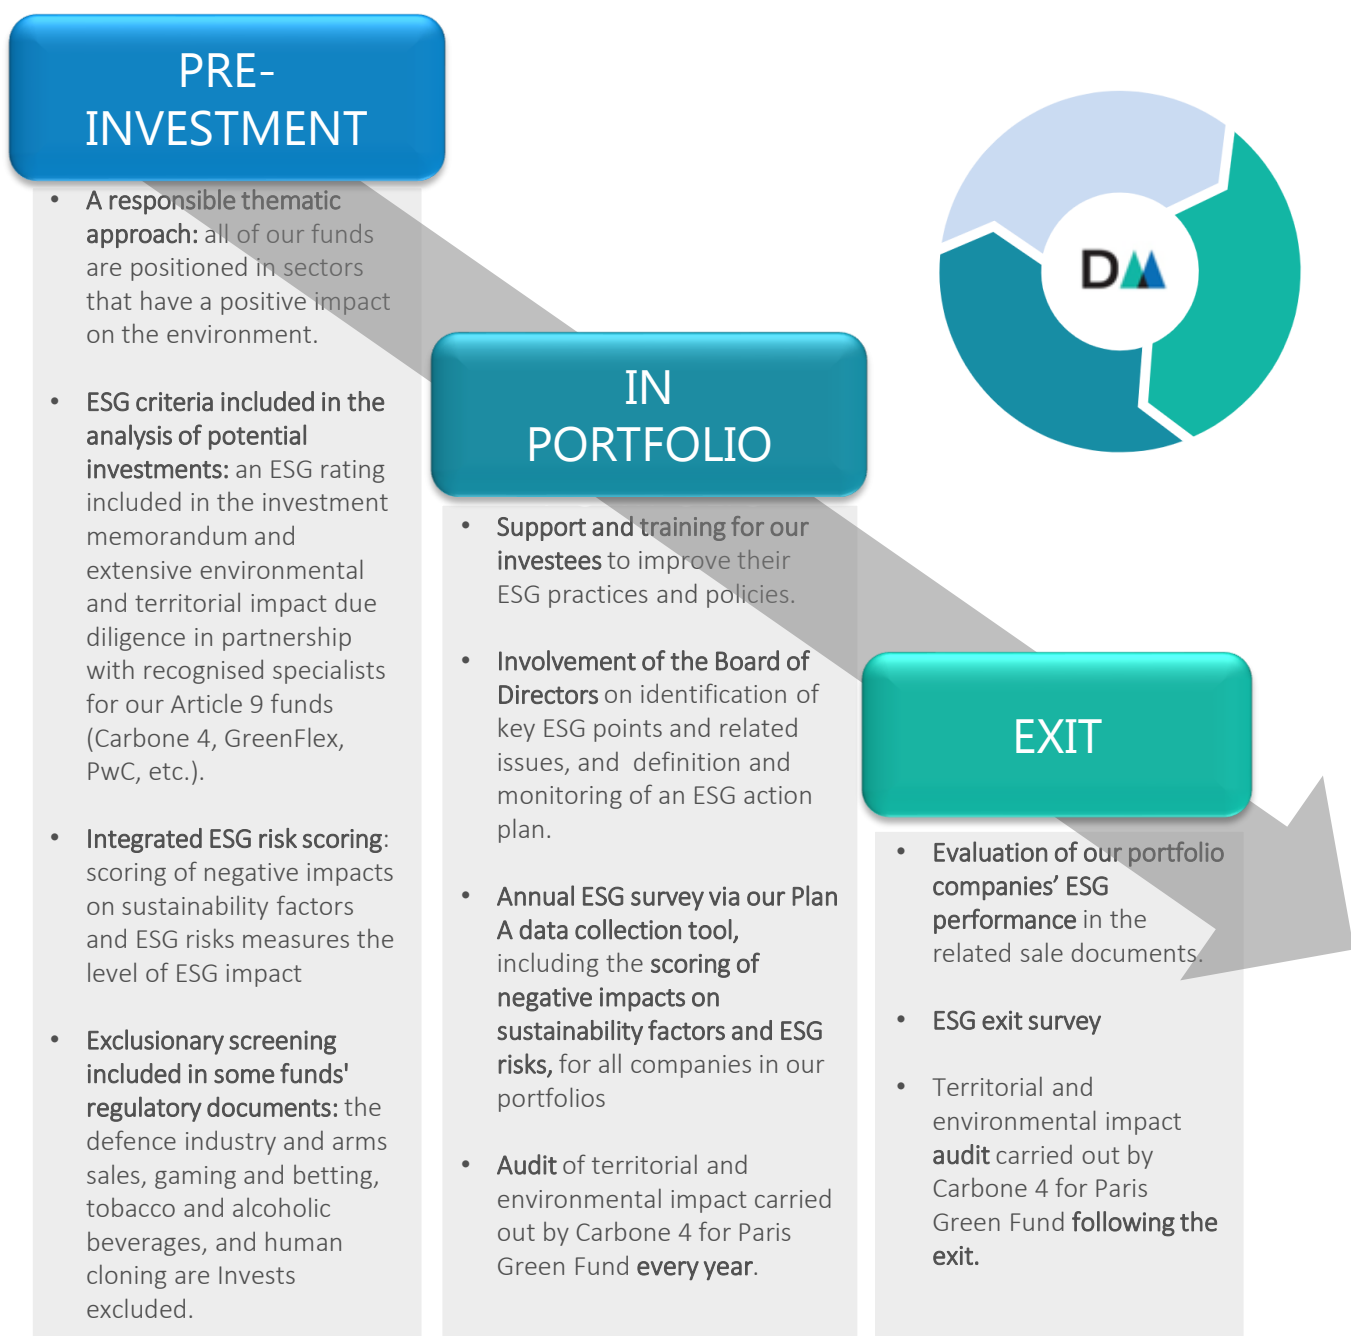 PRE-
INVESTMENT
• A responsible thematic
approach: all of our funds
are positioned in sectors
that have a positive impact
on the environment.
• ESG criteria included in the
analysis of potential
investments: an ESG rating
included in the investment
memorandum and
extensive environmental
and territorial impact due
diligence in partnership
with recognised specialists
for our Article 9 funds
(Carbone 4, GreenFlex,
PwC, etc.).
• Integrated ESG risk scoring:
scoring of negative impacts
on sustainability factors
and ESG risks measures the
level of ESG impact
• Exclusionary screening
included in some funds'
regulatory documents: the
defence industry and arms
sales, gaming and betting,
tobacco and alcoholic
beverages, and human
cloning are Invests
excluded.
IN
PORTFOLIO
• Support and training for our
investees to improve their
ESG practices and policies.
• Involvement of the Board of
Directors on identification of
key ESG points and related
issues, and  definition and
monitoring of an ESG action
plan.
• Annual ESG survey via our Plan
A data collection tool,
including the scoring of
negative impacts on
sustainability factors and ESG
risks, for all companies in our
portfolios
• Audit of territorial and
environmental impact carried
out by Carbone 4 for Paris
Green Fund every year.
D
EXIT
• Evaluation of our portfolio
companies’ ESG
performance in the
related sale documents.
• ESG exit survey
• Territorial and
environmental impact
audit carried out by
Carbone 4 for Paris
Green Fund following the
exit.